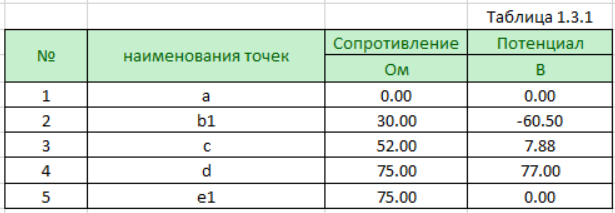 Таблица 1.3.1
№ наименования точек Сопротивление Потенциал
Ом В
1 a 0.00 0.00
2 b1 30.00 -60.50
3 c 52.00 7.88
4 d 75.00 77.00
5 e1 75.00 0.00